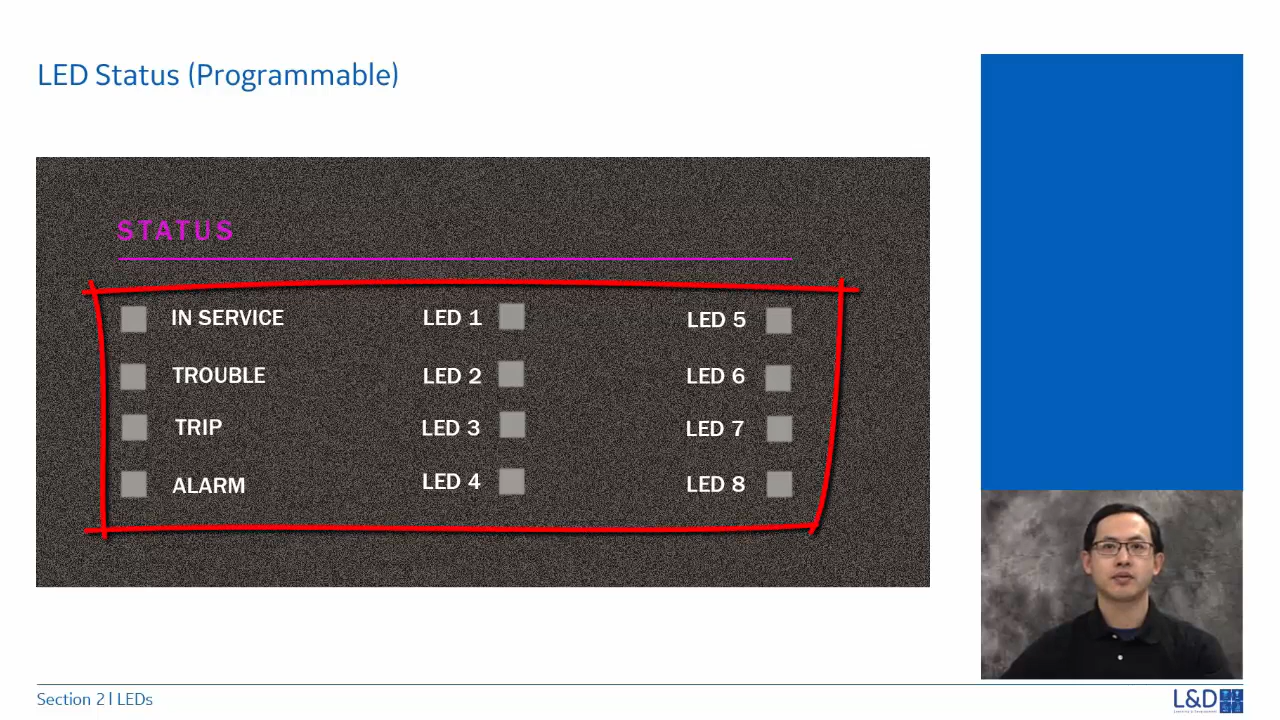 LED Status (Programmable)
STATUS
IN SERVICE LED 1 LED 5
TROUBLE LED 2 LED 6
TRIP LED 3 LED 7
ALARM LED 4 LED 8
Section 2 | LEDs
L&D